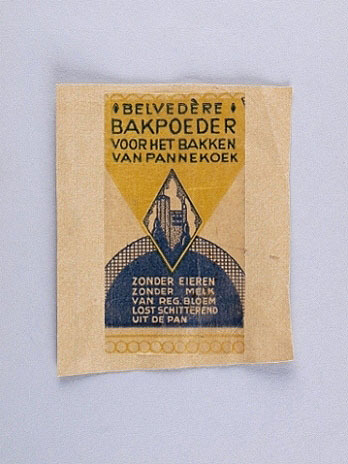 BELVEDÈRE
BAKPOEDER
VOOR HET BAKKEN
VAN PANNEKOEK
ZONDER EIEREN
ZONDER MELK
VAN REG. BLOEM
LOST SCHITTEREND
UIT DE PAN